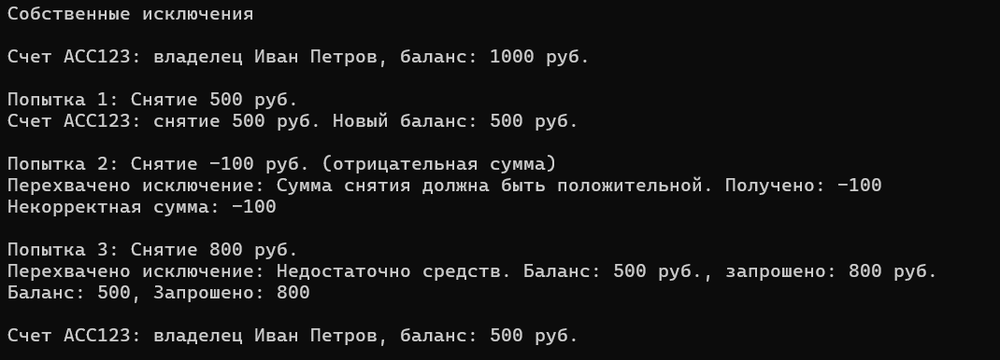 Собственные исключения
Счет ACC123: владелец Иван Петров, баланс: 1000 руб.
Попытка 1: Снятие 500 руб.
Счет ACC123: снятие 500 руб. Новый баланс: 500 руб.
Попытка 2: Снятие -100 руб. (отрицательная сумма)
Перехвачено исключение: Сумма снятия должна быть положительной. Получено: -100
Некорректная сумма: -100
Попытка 3: Снятие 800 руб.
Перехвачено исключение: Недостаточно средств. Баланс: 500 руб., запрошено: 800 руб.
Баланс: 500, Запрошено: 800
Счет ACC123: владелец Иван Петров, баланс: 500 руб.